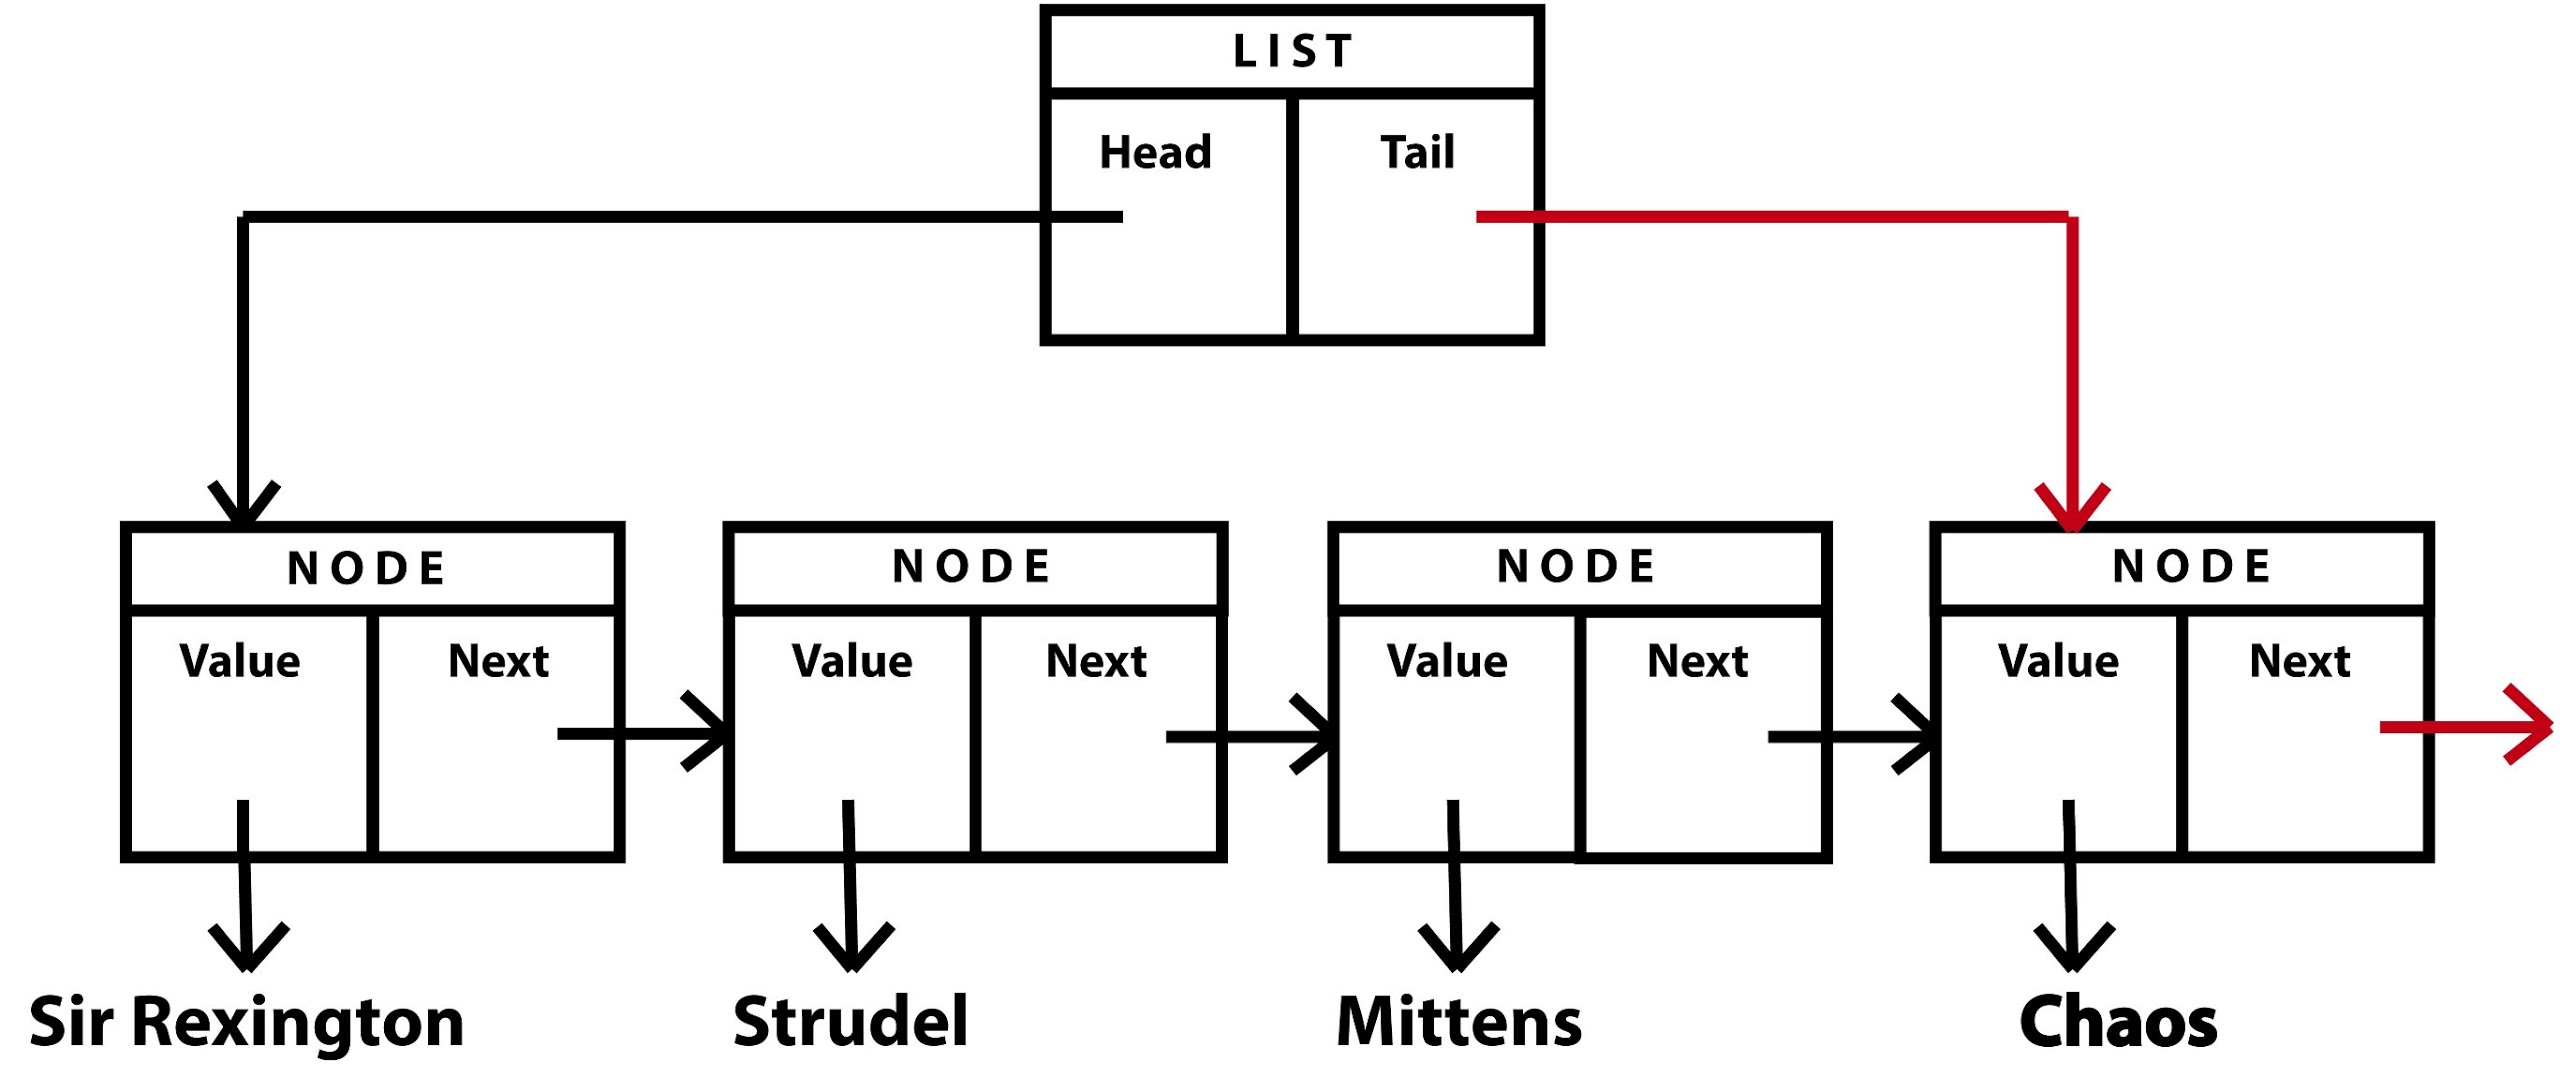 LIST
Head Tail
NODE NODE NODE NODE
Value Next Value Next Value Next Value Next
Sir Rexington Strudel Mittens Chaos